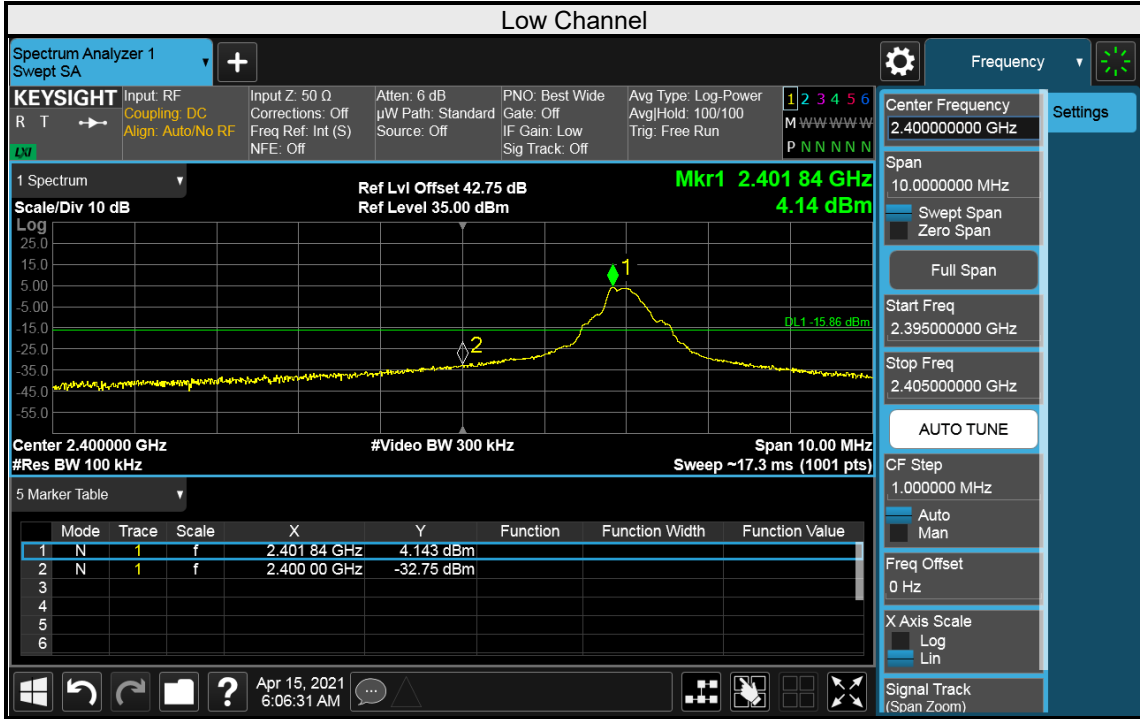 Low Channel
Spectrum Analyzer 1
Swept SA
+
Frequency
KEYSIGHT
R T
LXI
Input: RF
Coupling: DC
Align: Auto/No RF
Input Z: 50 Ω
Corrections: Off
Freq Ref: Int (S)
NFE: Off
Atten: 6 dB
µW Path: Standard
Source: Off
PNO: Best Wide
Gate: Off
IF Gain: Low
Sig Track: Off
Avg Type: Log-Power
Avg|Hold: 100/100
Trig: Free Run
1 2 3 4 5 6
M W W W W W
P N N N N N
1 Spectrum
Scale/Div 10 dB
Ref Lvl Offset 42.75 dB
Ref Level 35.00 dBm
Mkr1 2.401 84 GHz
4.14 dBm
Log
25.0
15.0
5.00
-5.00
-15.0
-25.0
-35.0
-45.0
-55.0
1
2
DL1 -15.86 dBm
Center 2.400000 GHz
#Res BW 100 kHz
#Video BW 300 kHz
Span 10.00 MHz
Sweep ~17.3 ms (1001 pts)
5 Marker Table
Mode Trace Scale X Y Function Function Width Function Value
1 N 1 f 2.401 84 GHz 4.143 dBm
2 N 1 f 2.400 00 GHz -32.75 dBm
3
4
5
6
?
Apr 15, 2021
6:06:31 AM
Center Frequency
2.400000000 GHz
Span
10.0000000 MHz
Swept Span
Zero Span
Full Span
Start Freq
2.395000000 GHz
Stop Freq
2.405000000 GHz
AUTO TUNE
CF Step
1.000000 MHz
Auto
Man
Freq Offset
0 Hz
X Axis Scale
Log
Lin
Signal Track
(Span Zoom)
Settings